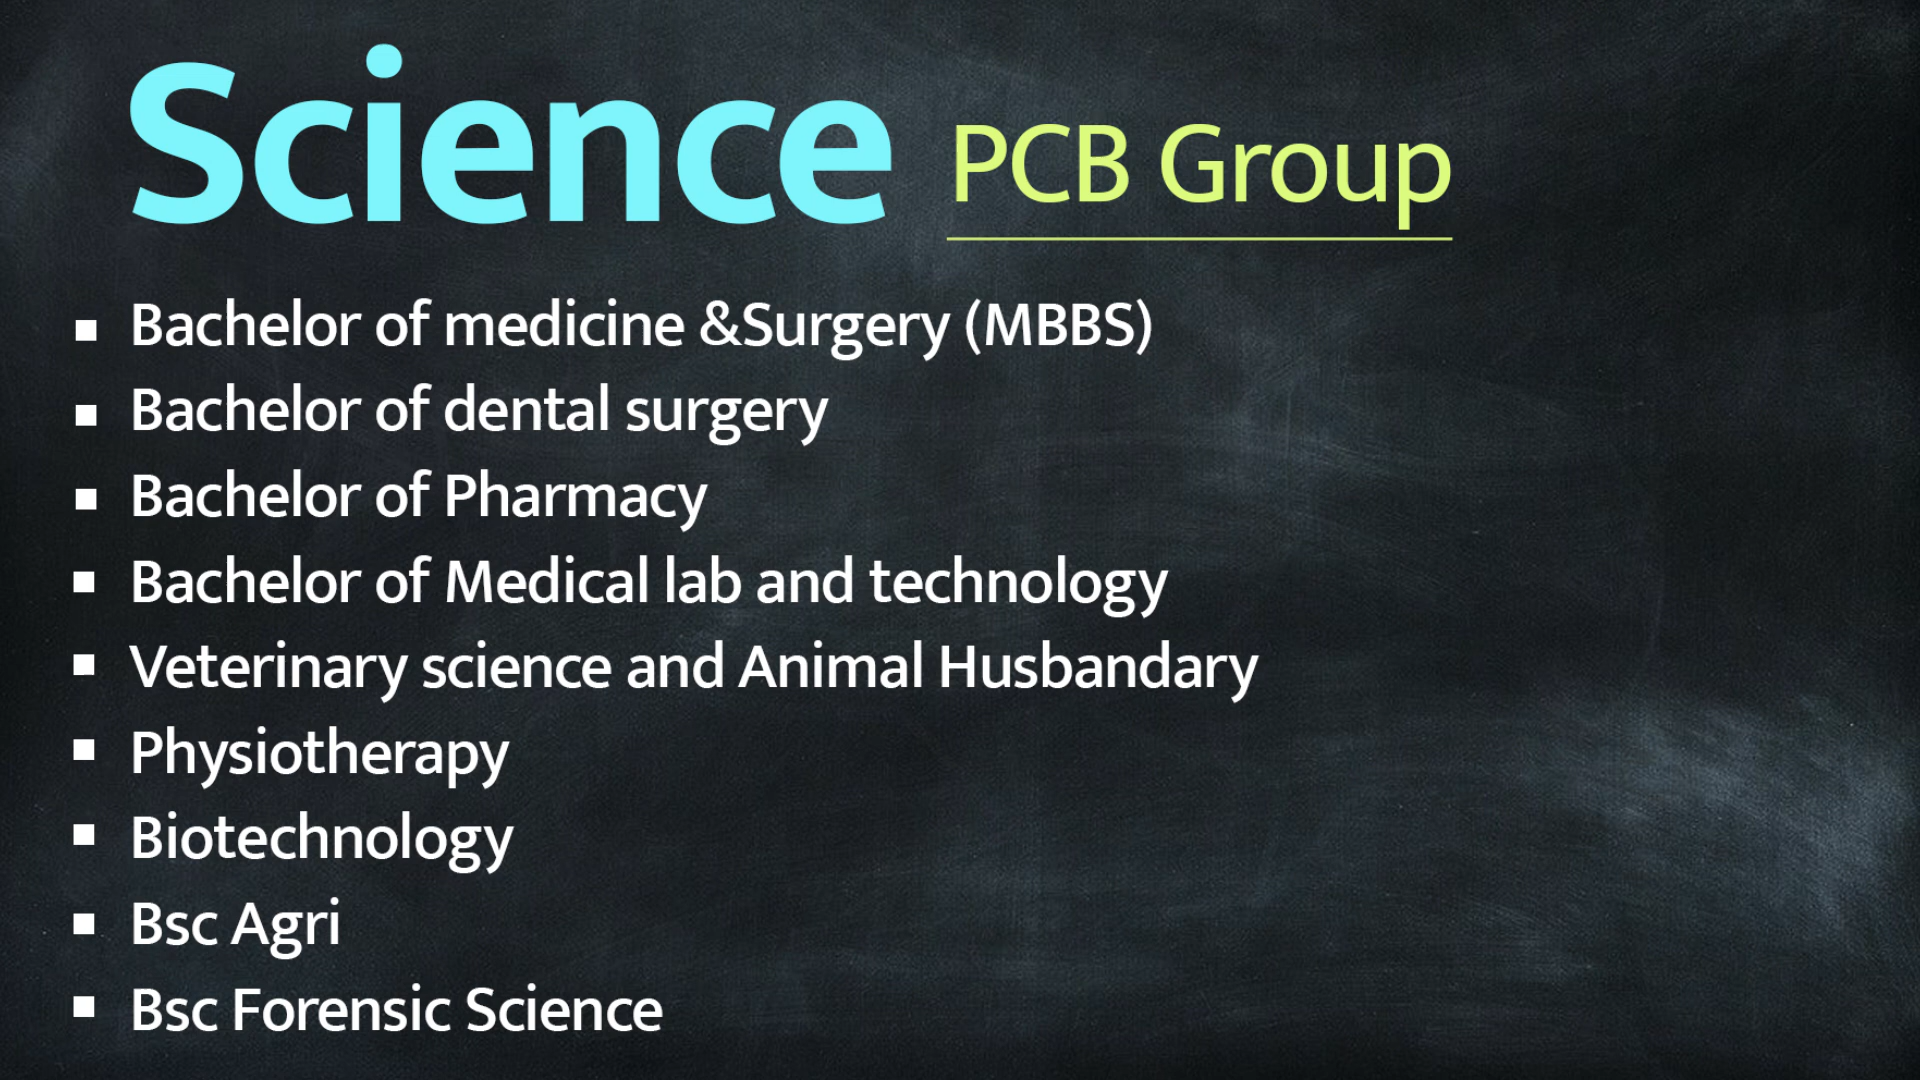 Science PCB Group
Bachelor of medicine &Surgery (MBBS)
Bachelor of dental surgery
Bachelor of Pharmacy
Bachelor of Medical lab and technology
Veterinary science and Animal Husbandary
Physiotherapy
Biotechnology
Bsc Agri
Bsc Forensic Science